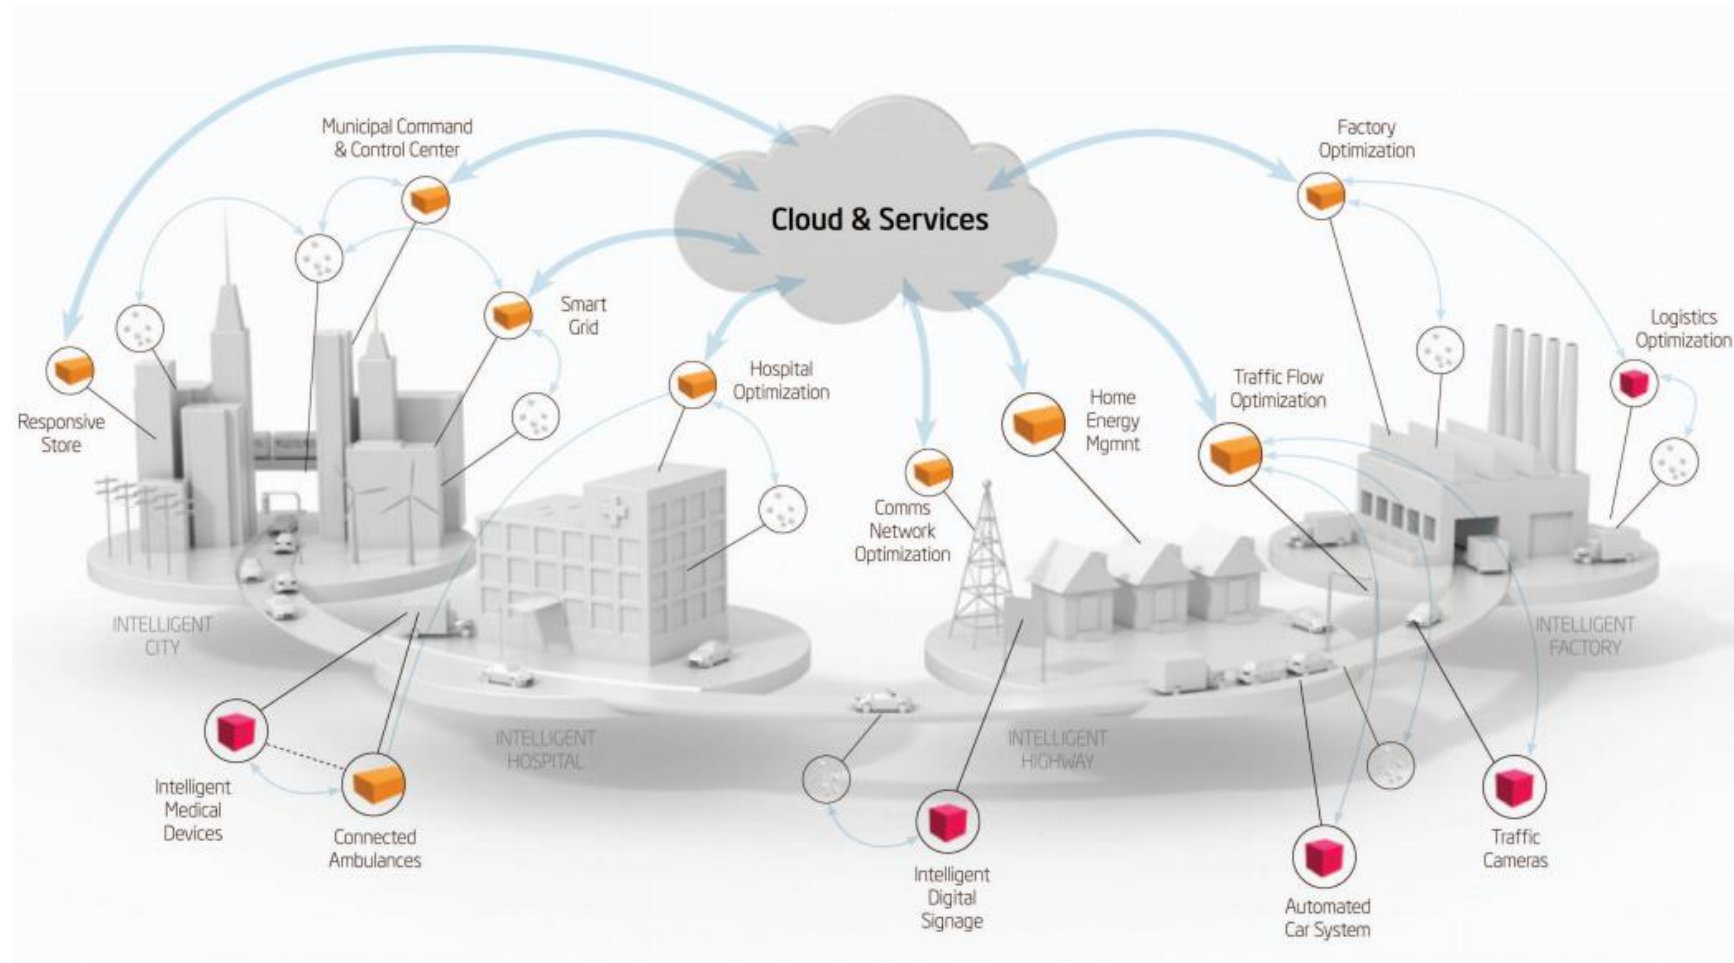 Municipal Command
& Control Center
Factory
Optimization
Cloud & Services
Smart
Grid
Logistics
Optimization
Responsive
Store
Hospital
Optimization
Home
Energy
Mgmnt
Traffic Flow
Optimization
Comms
Network
Optimization
INTELLIGENT
CITY
INTELLIGENT
HOSPITAL
INTELLIGENT
HIGHWAY
INTELLIGENT
FACTORY
Intelligent
Medical
Devices
Connected
Ambulances
Intelligent
Digital
Signage
Automated
Car System
Traffic
Cameras